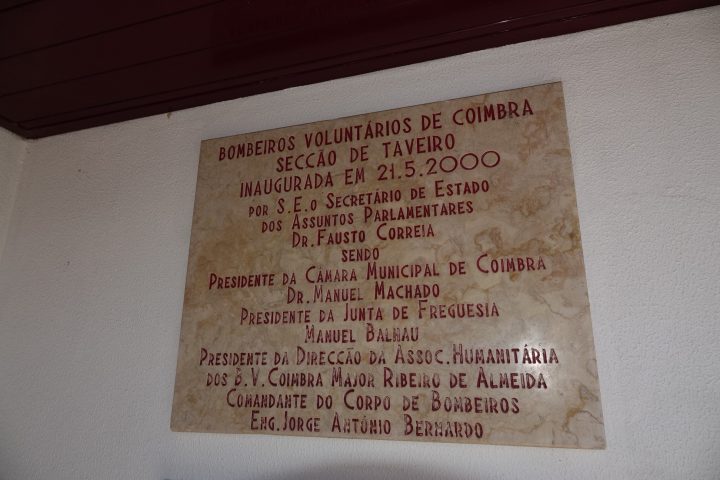 BOMBEIROS VOLUNTÁRIOS DE COIMBRA
SECCÃO DE TAVEIRO
INAUGURADA EM 21.5.2000
POR S.E.O SECRETÁRIO DE ESTADO
DOS ASSUNTOS PARLAMENTARES
DR.FAUSTO CORREIA
SENDO
PRESIDENTE DA CÂMARA MUNICIPAL DE COIMBRA
DR.MANUEL MACHADO
PRESIDENTE DA JUNTA DE FREGUESIA
MANUEL BALHAU
PRESIDENTE DA DIRECCÃO DA ASSOC.HUMANITÁRIA
DOS B.V.COIMBRA MAJOR RIBEIRO DE ALMEIDA
COMANDANTE DO CORPO DE BOMBEIROS
ENG.JORGE ANTÓNIO BERNARDO